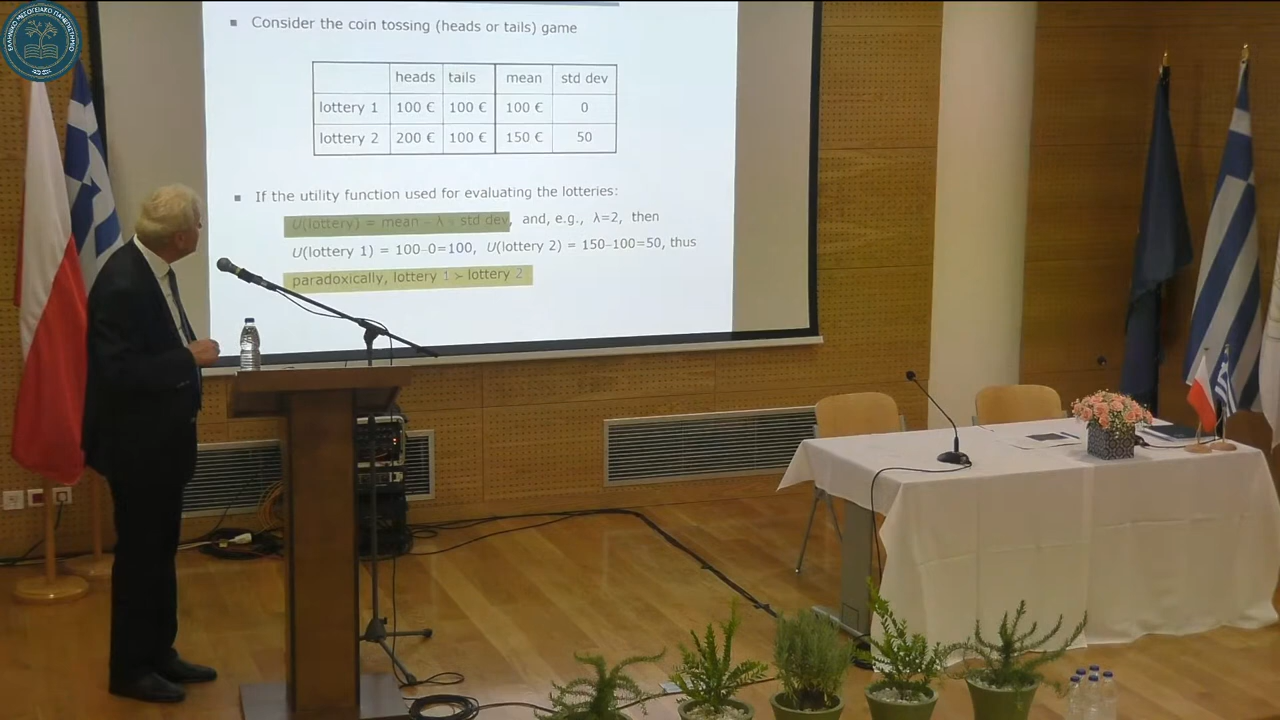 ΕΛΛΗΝΙΚΟ ΜΕΣΟΓΕΙΑΚΟ ΠΑΝΕΠΙΣΤΗΜΙΟ
▪ Consider the coin tossing (heads or tails) game
heads tails mean std dev
lottery 1 100 € 100 € 100 € 0
lottery 2 200 € 100 € 150 € 50
▪ If the utility function used for evaluating the lotteries:
U(lottery) = mean – λ × std dev, and, e.g., λ=2, then
U(lottery 1) = 100–0=100, U(lottery 2) = 150–100=50, thus
paradoxically, lottery 1 ≻ lottery 2